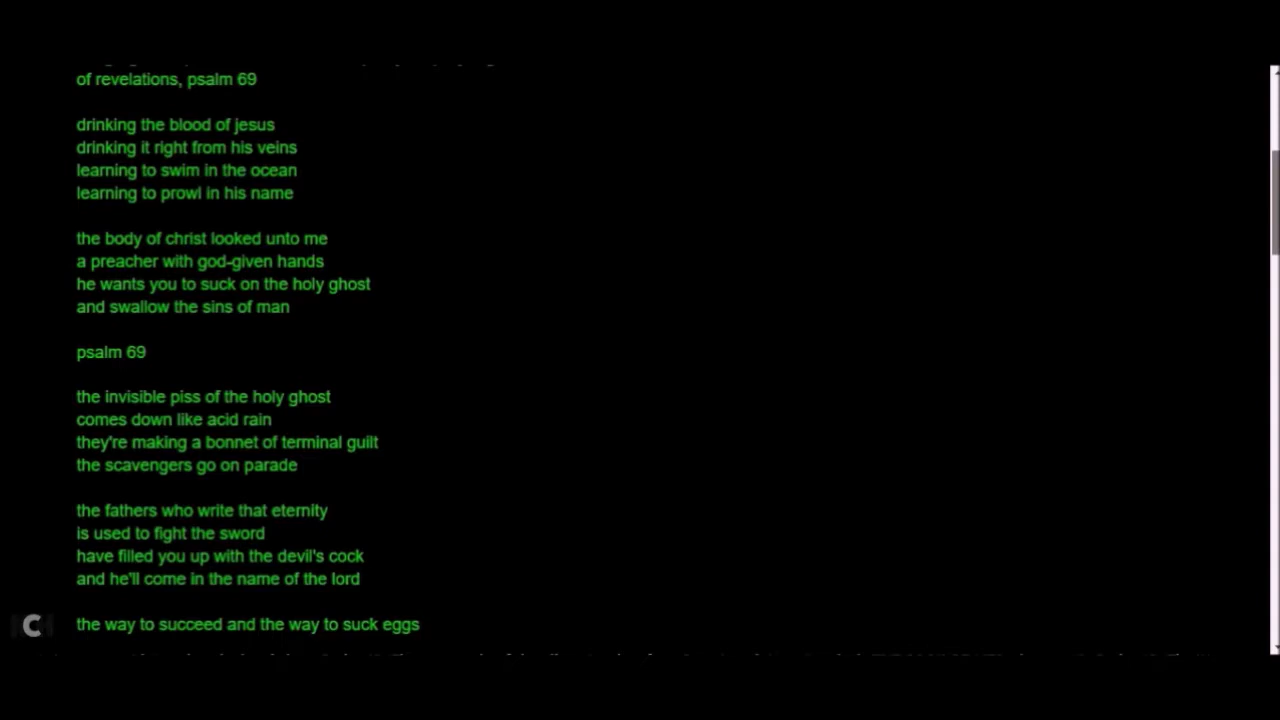 of revelations, psalm 69
drinking the blood of jesus
drinking it right from his veins
learning to swim in the ocean
learning to prowl in his name
the body of christ looked unto me
a preacher with god-given hands
he wants you to suck on the holy ghost
and swallow the sins of man
psalm 69
the invisible piss of the holy ghost
comes down like acid rain
they're making a bonnet of terminal guilt
the scavengers go on parade
the fathers who write that eternity
is used to fight the sword
have filled you up with the devil's cock
and he'll come in the name of the lord
C
the way to succeed and the way to suck eggs